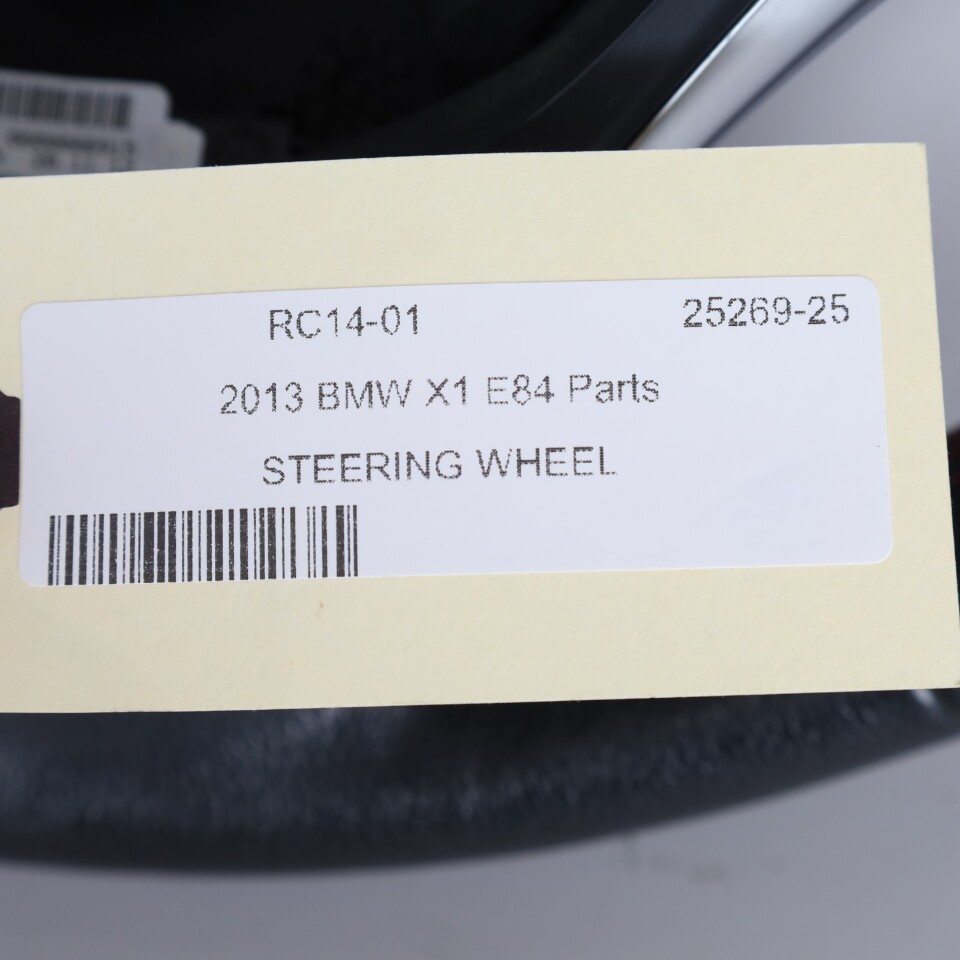 RC14-01 25269-25
2013 BMW X1 E84 Parts
STEERING WHEEL